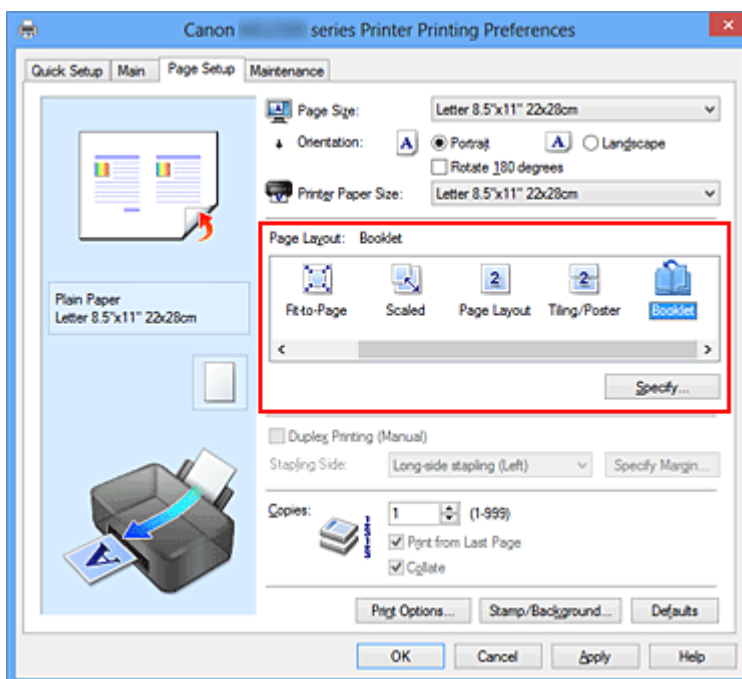 Canon series Printer Printing Preferences
Quick Setup Main Page Setup Maintenance
Page Size: Letter 8.5"x11" 22x28cm
Orientation: A Portrait A Landscape
Rotate 180 degrees
Printer Paper Size: Letter 8.5"x11" 22x28cm
Page Layout: Booklet
2 2
Fit-to-Page Scaled Page Layout Tiling/Poster Booklet
Specify...
Plain Paper
Letter 8.5"x11" 22x28cm
Duplex Printing (Manual)
Stapling Side: Long-side stapling (Left) Specify Margin...
Copies: 1 (1-999)
Print from Last Page
Collate
A
Print Options... Stamp/Background... Defaults
OK Cancel Apply Help